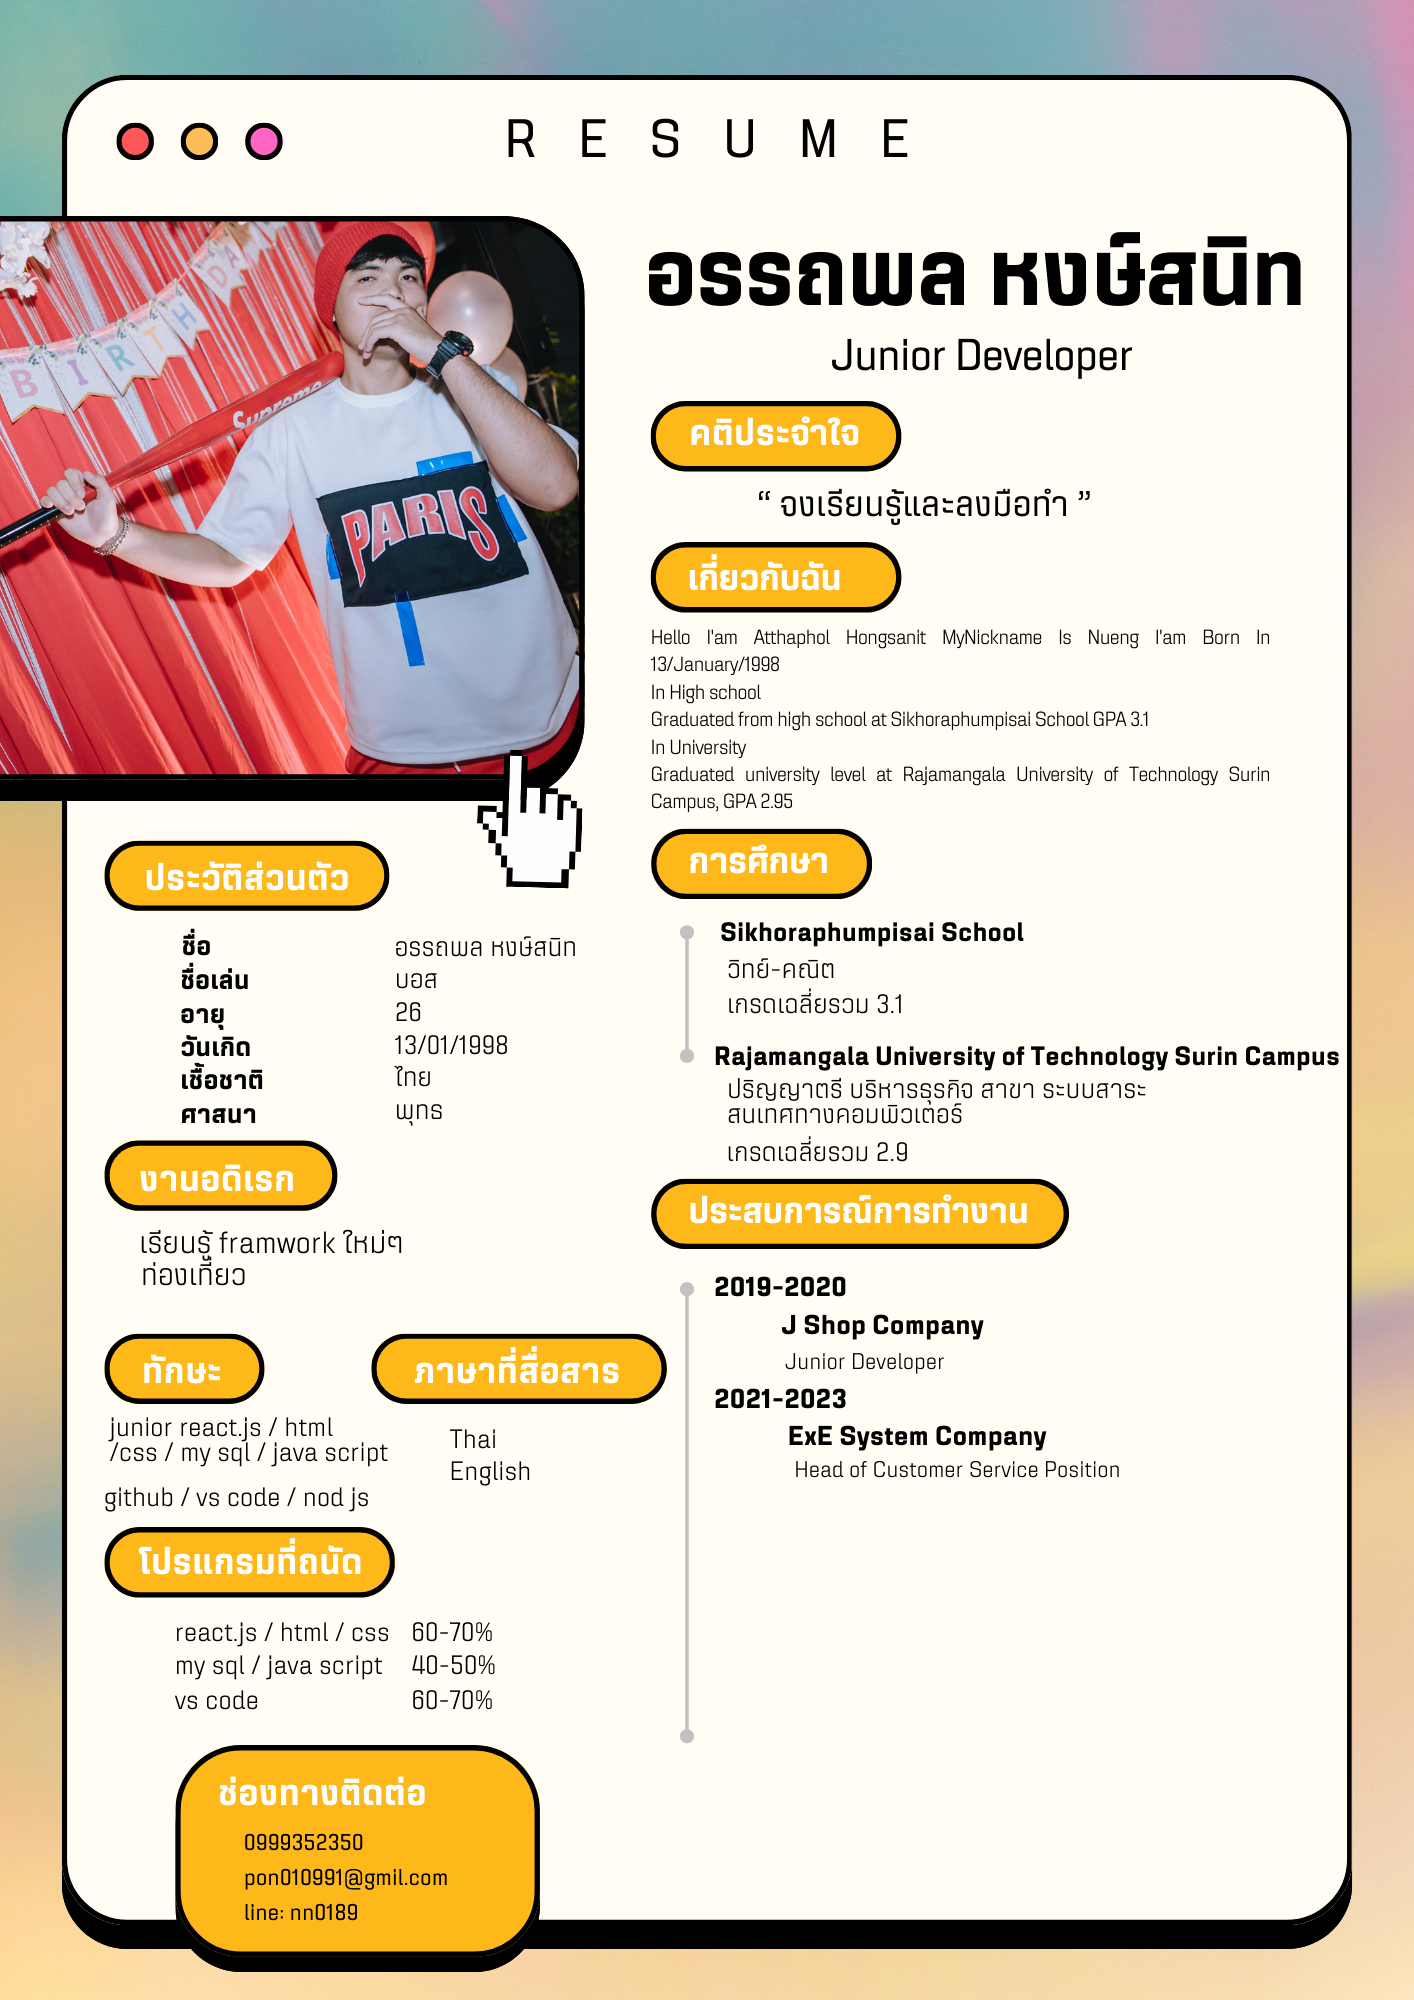 RESUME
BIRTH DA
Supreme
PARIS
อรรถพล หงษ์สนิท
Junior Developer
คติประจำใจ
“ จงเรียนรู้และลงมือทำ ”
เกี่ยวกับฉัน
Hello I'am Atthaphol Hongsanit MyNickname Is Nueng I'am Born In
13/January/1998
In High school
Graduated from high school at Sikhoraphumpisai School GPA 3.1
In University
Graduated university level at Rajamangala University of Technology Surin
Campus, GPA 2.95
ประวัติส่วนตัว
ชื่อ อรรถพล หงษ์สนิท
ชื่อเล่น บอส
อายุ 26
วันเกิด 13/01/1998
เชื้อชาติ ไทย
ศาสนา พุทธ
งานอดิเรก
เรียนรู้ framwork ใหม่ๆ
ท่องเที่ยว
ทักษะ
junior react.js / html
/css / my sql / java script
github / vs code / nod js
ภาษาที่สื่อสาร
Thai
English
โปรแกรมที่ถนัด
react.js / html / css 60-70%
my sql / java script 40-50%
vs code 60-70%
ช่องทางติดต่อ
0999352350
pon010991@gmil.com
line: nn0189
การศึกษา
Sikhoraphumpisai School
วิทย์-คณิต
เกรดเฉลี่ยรวม 3.1
Rajamangala University of Technology Surin Campus
ปริญญาตรี บริหารธุรกิจ สาขา ระบบสาระ
สนเทศทางคอมพิวเตอร์
เกรดเฉลี่ยรวม 2.9
ประสบการณ์การทำงาน
2019-2020
J Shop Company
Junior Developer
2021-2023
ExE System Company
Head of Customer Service Position